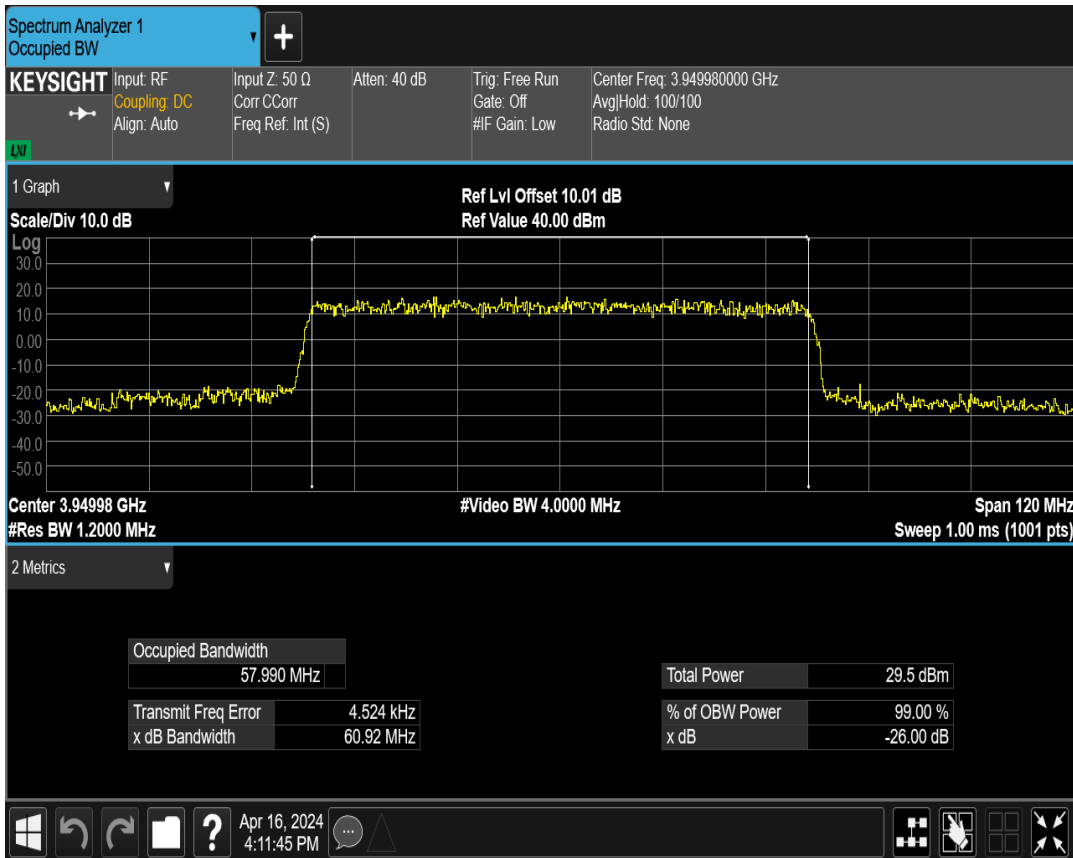 Spectrum Analyzer 1
Occupied BW
KEYSIGHT
LXI
Input: RF
Coupling: DC
Align: Auto
Input Z: 50 Ω
Corr CCorr
Freq Ref: Int (S)
Atten: 40 dB
Trig: Free Run
Gate: Off
#IF Gain: Low
Center Freq: 3.949980000 GHz
Avg|Hold: 100/100
Radio Std: None
1 Graph
Ref Lvl Offset 10.01 dB
Scale/Div 10.0 dB
Ref Value 40.00 dBm
Log
30.0
20.0
10.0
0.00
-10.0
-20.0
-30.0
-40.0
-50.0
Center 3.94998 GHz
#Video BW 4.0000 MHz
Span 120 MHz
#Res BW 1.2000 MHz
Sweep 1.00 ms (1001 pts)
2 Metrics
Occupied Bandwidth
57.990 MHz
Total Power 29.5 dBm
Transmit Freq Error 4.524 kHz
% of OBW Power 99.00 %
x dB Bandwidth 60.92 MHz
x dB -26.00 dB
?
Apr 16, 2024
4:11:45 PM